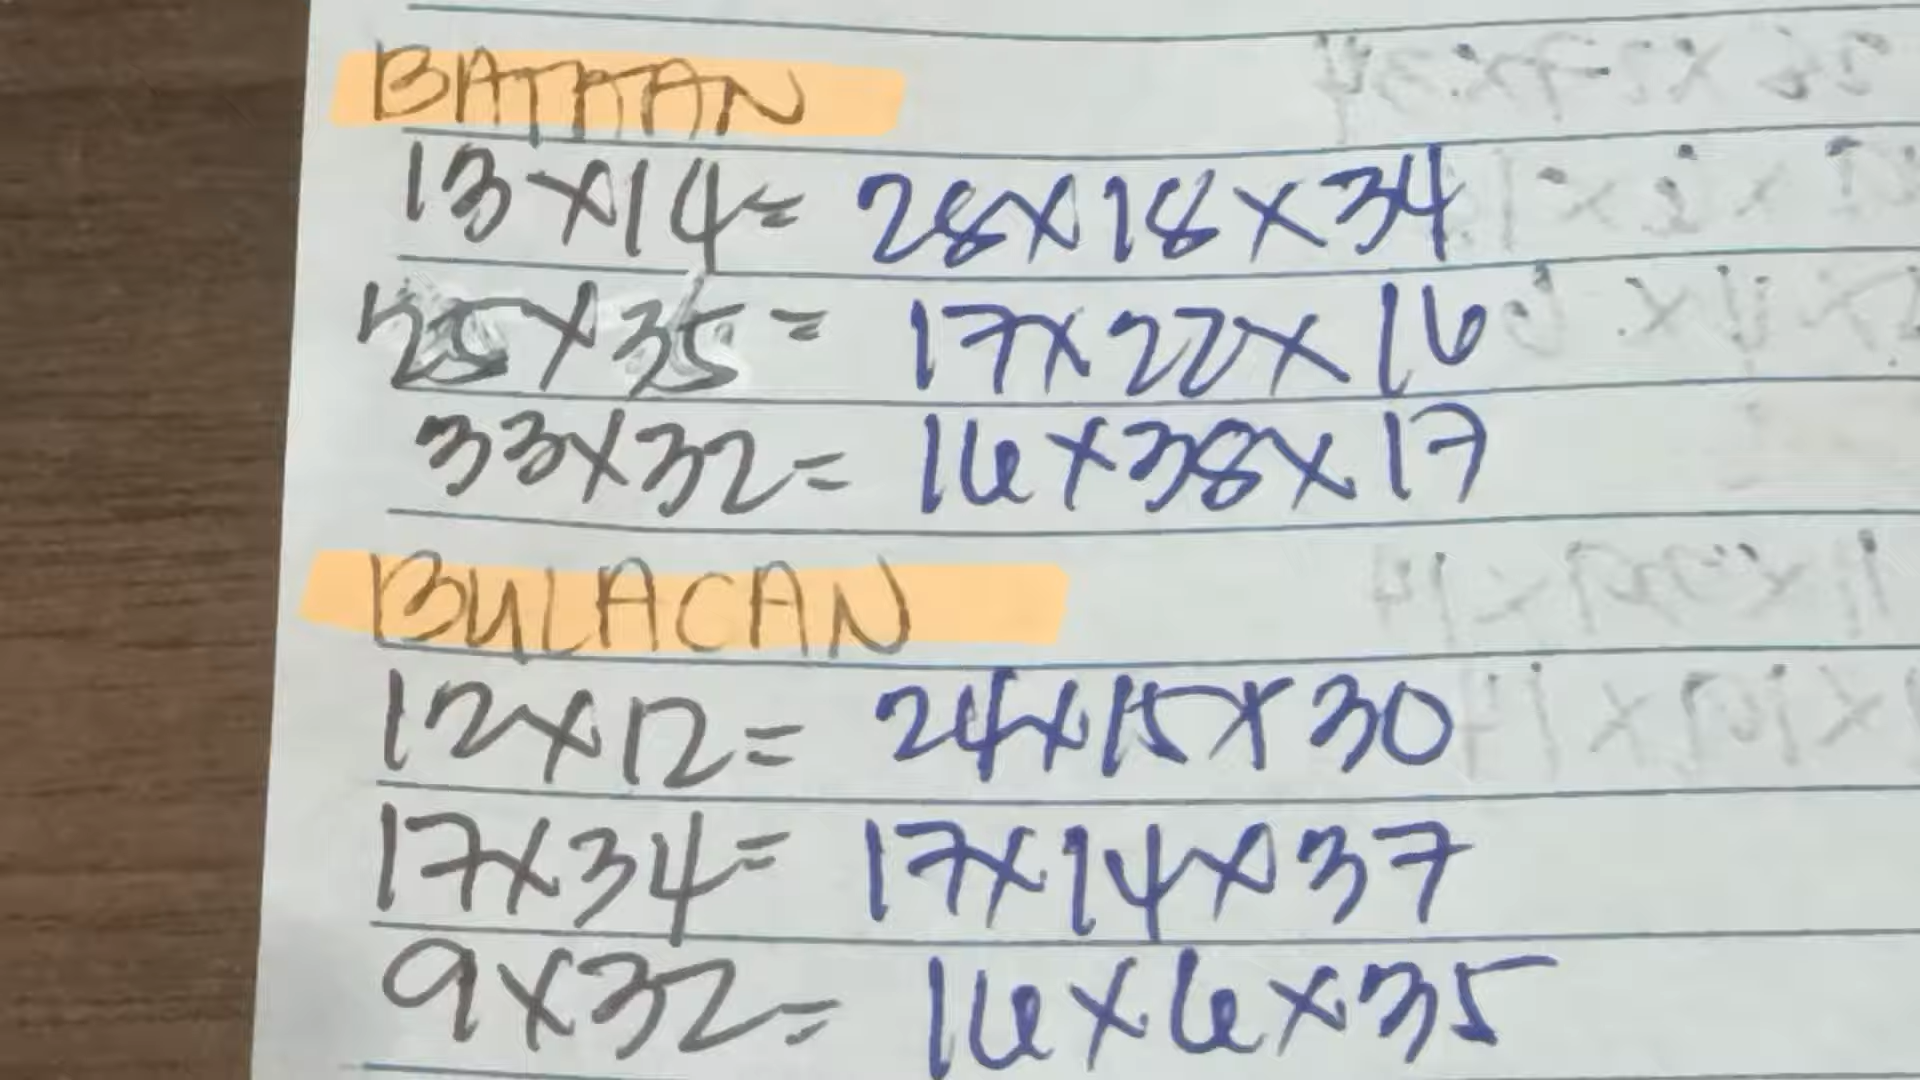 BATAAN
13x14= 28x18x34
25x35= 17x22x16
33x32= 16x38x17
BULACAN
12x12= 24x15x30
17x34= 17x14x37
9x32= 16x6x35